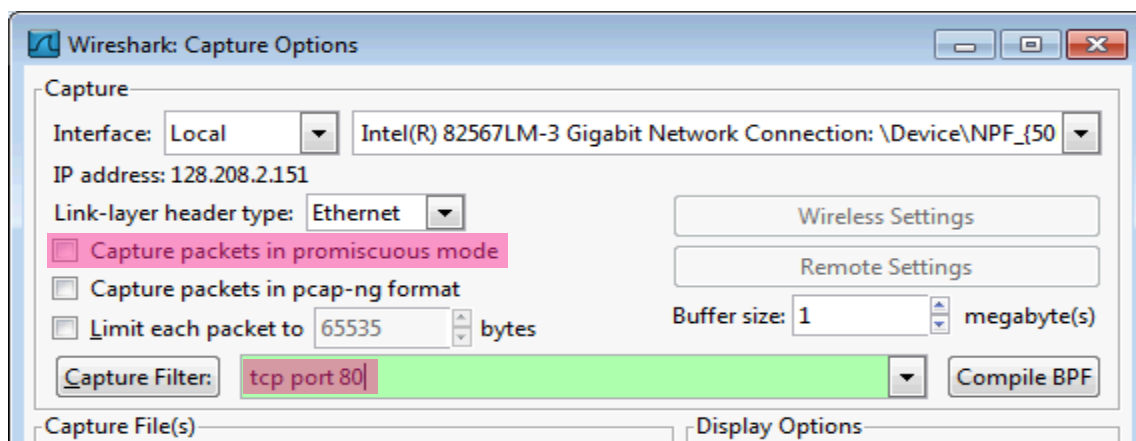 Wireshark: Capture Options
Capture
Interface: Local Intel(R) 82567LM-3 Gigabit Network Connection: \Device\NPF_{50
IP address: 128.208.2.151
Link-layer header type: Ethernet Wireless Settings
Capture packets in promiscuous mode
Remote Settings
Capture packets in pcap-ng format
Buffer size: 1 megabyte(s)
Limit each packet to 65535 bytes
Capture Filter: tcp port 80 Compile BPF
Capture File(s) Display Options